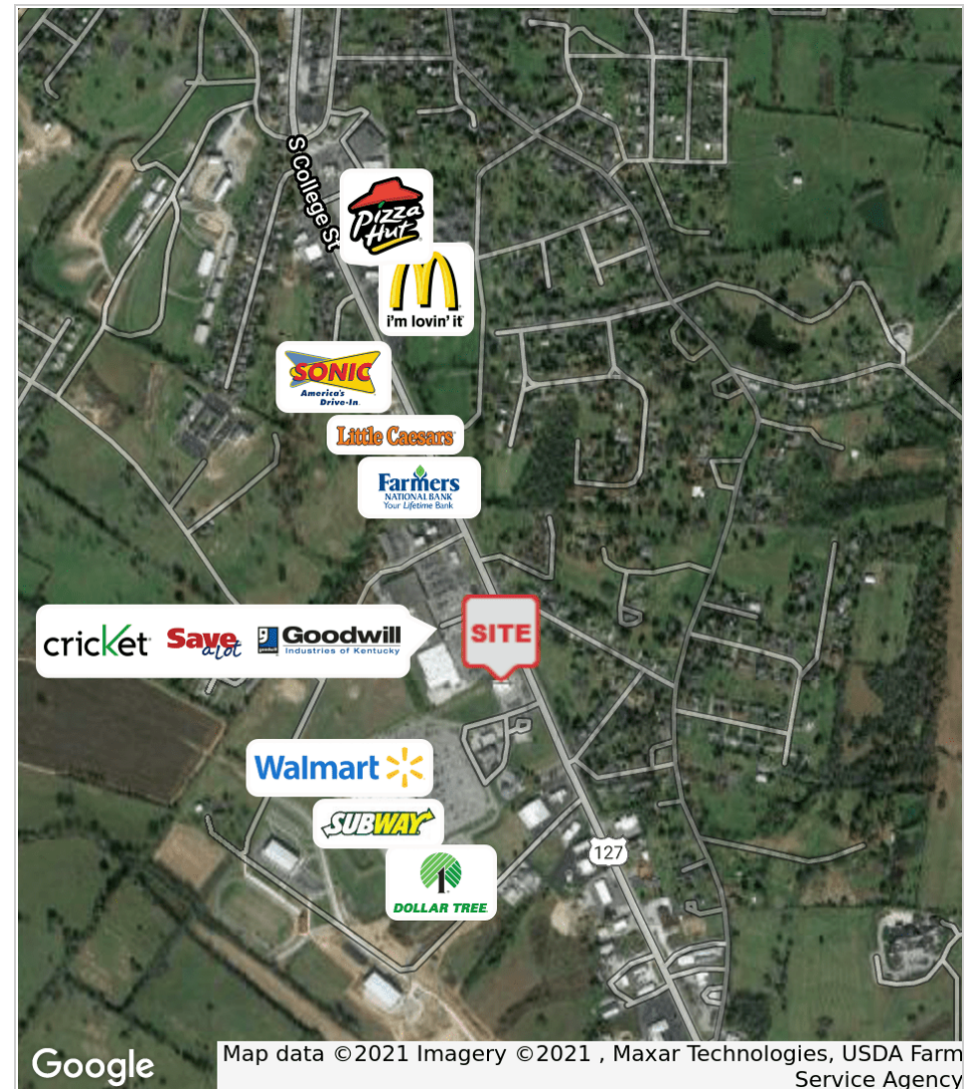 S College St
Pizza
Hut
i'm lovin' it
SONIC
America's
Drive-In.
Little Caesars
Farmers
NATIONAL BANK
Your Lifetime Bank
cricket
Save
a lot
g
goodwill
Goodwill
Industries of Kentucky
SITE
Walmart
SUBWAY
DOLLAR TREE
127
Google
Map data ©2021 Imagery ©2021 , Maxar Technologies, USDA Farm
Service Agency